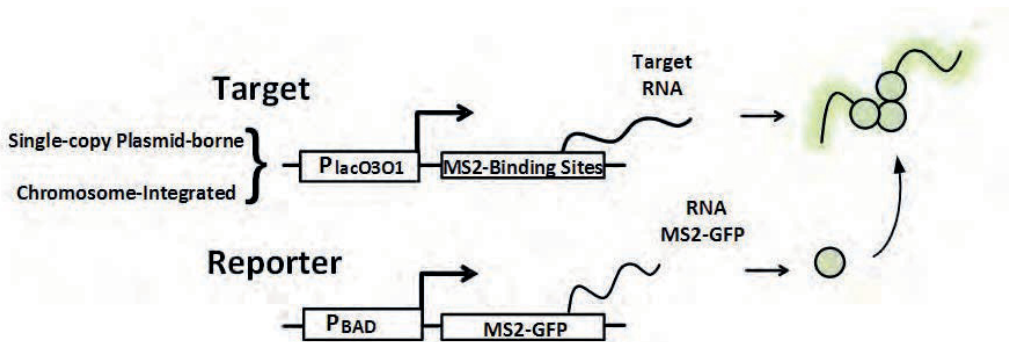 Target
Single-copy Plasmid-borne
Chromosome-Integrated
PlacO3O1
MS2-Binding Sites
Target
RNA
Reporter
PBAD
MS2-GFP
RNA
MS2-GFP